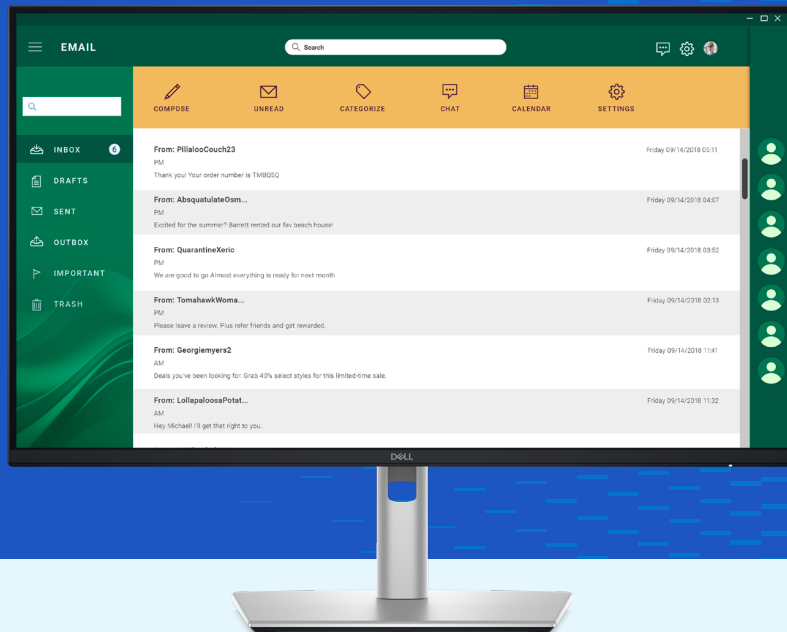 EMAIL
Search
COMPOSE
UNREAD
CATEGORIZE
CHAT
CALENDAR
SETTINGS
INBOX 6
DRAFTS
SENT
OUTBOX
IMPORTANT
TRASH
From: PillalooCouch23 Friday 09/14/2018 05:11
PM
Thank you! Your order number is TMBQ5Q
From: AbsquatulateOsm... Friday 09/14/2018 04:07
PM
Excited for the summer? Barrett rented our fav beach house!
From: QuarantineXeric Friday 09/14/2018 03:52
PM
We are good to go Almost everything is ready for next month
From: TomahawkWoma... Friday 09/14/2018 02:13
PM
Please leave a review. Plus refer friends and get rewarded.
From: Georgiemyers2 Friday 09/14/2018 11:41
AM
Deals you've been looking for. Grab 40% select styles for this limited-time sale.
From: LollapaloosaPotat... Friday 09/14/2018 11:32
AM
Hey Michael! I'll get that right to you.
DELL